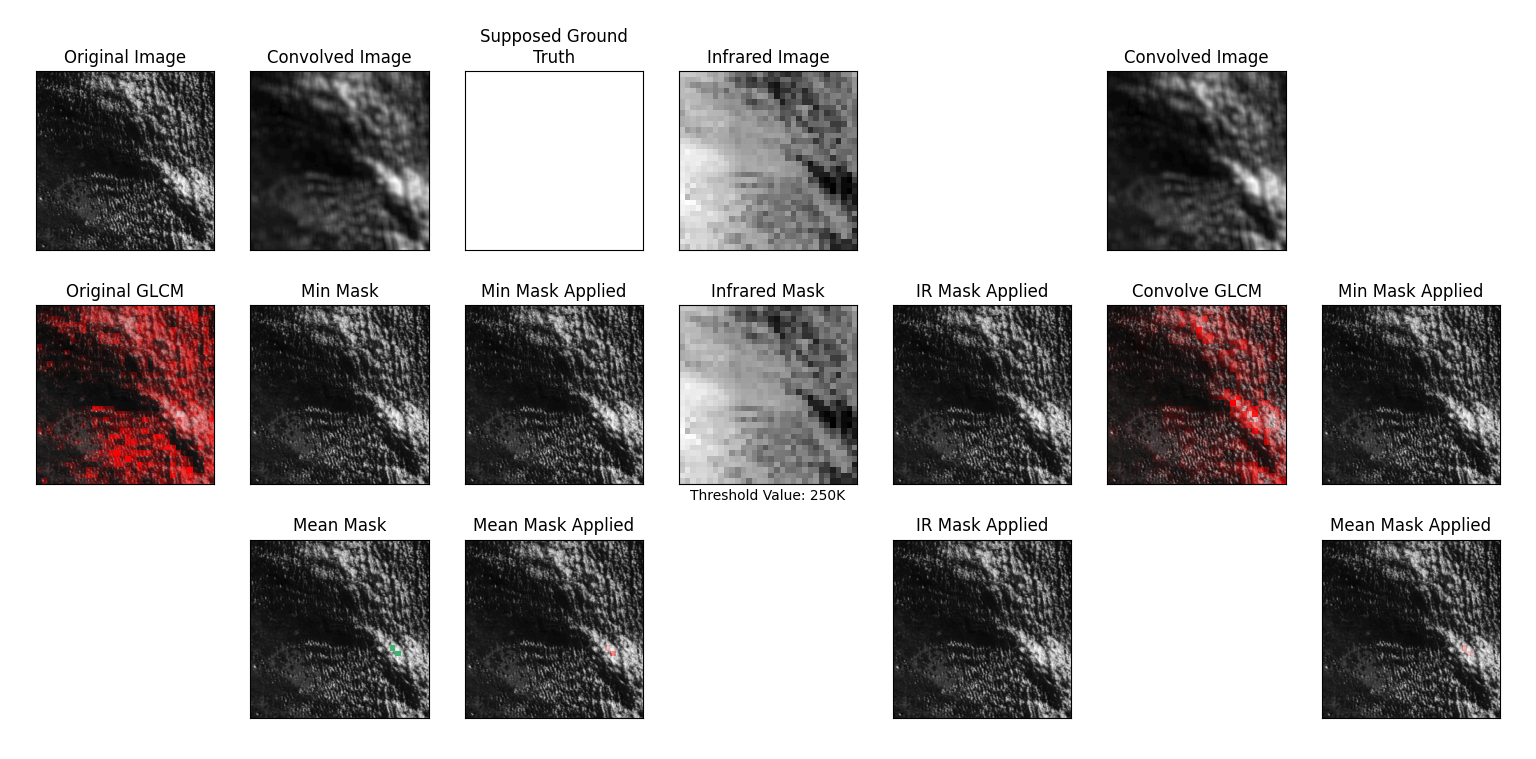 Original Image
Convolved Image
Supposed Ground
Truth
Infrared Image
Convolved Image
Original GLCM
Min Mask
Min Mask Applied
Infrared Mask
IR Mask Applied
Convolve GLCM
Min Mask Applied
Threshold Value: 250K
Mean Mask
Mean Mask Applied
IR Mask Applied
Mean Mask Applied